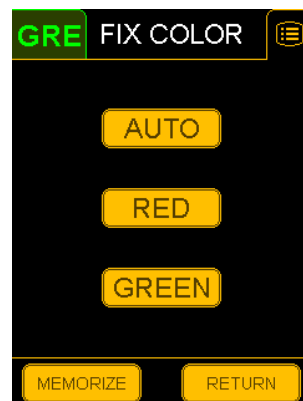 GRE FIX COLOR
AUTO
RED
GREEN
MEMORIZE RETURN